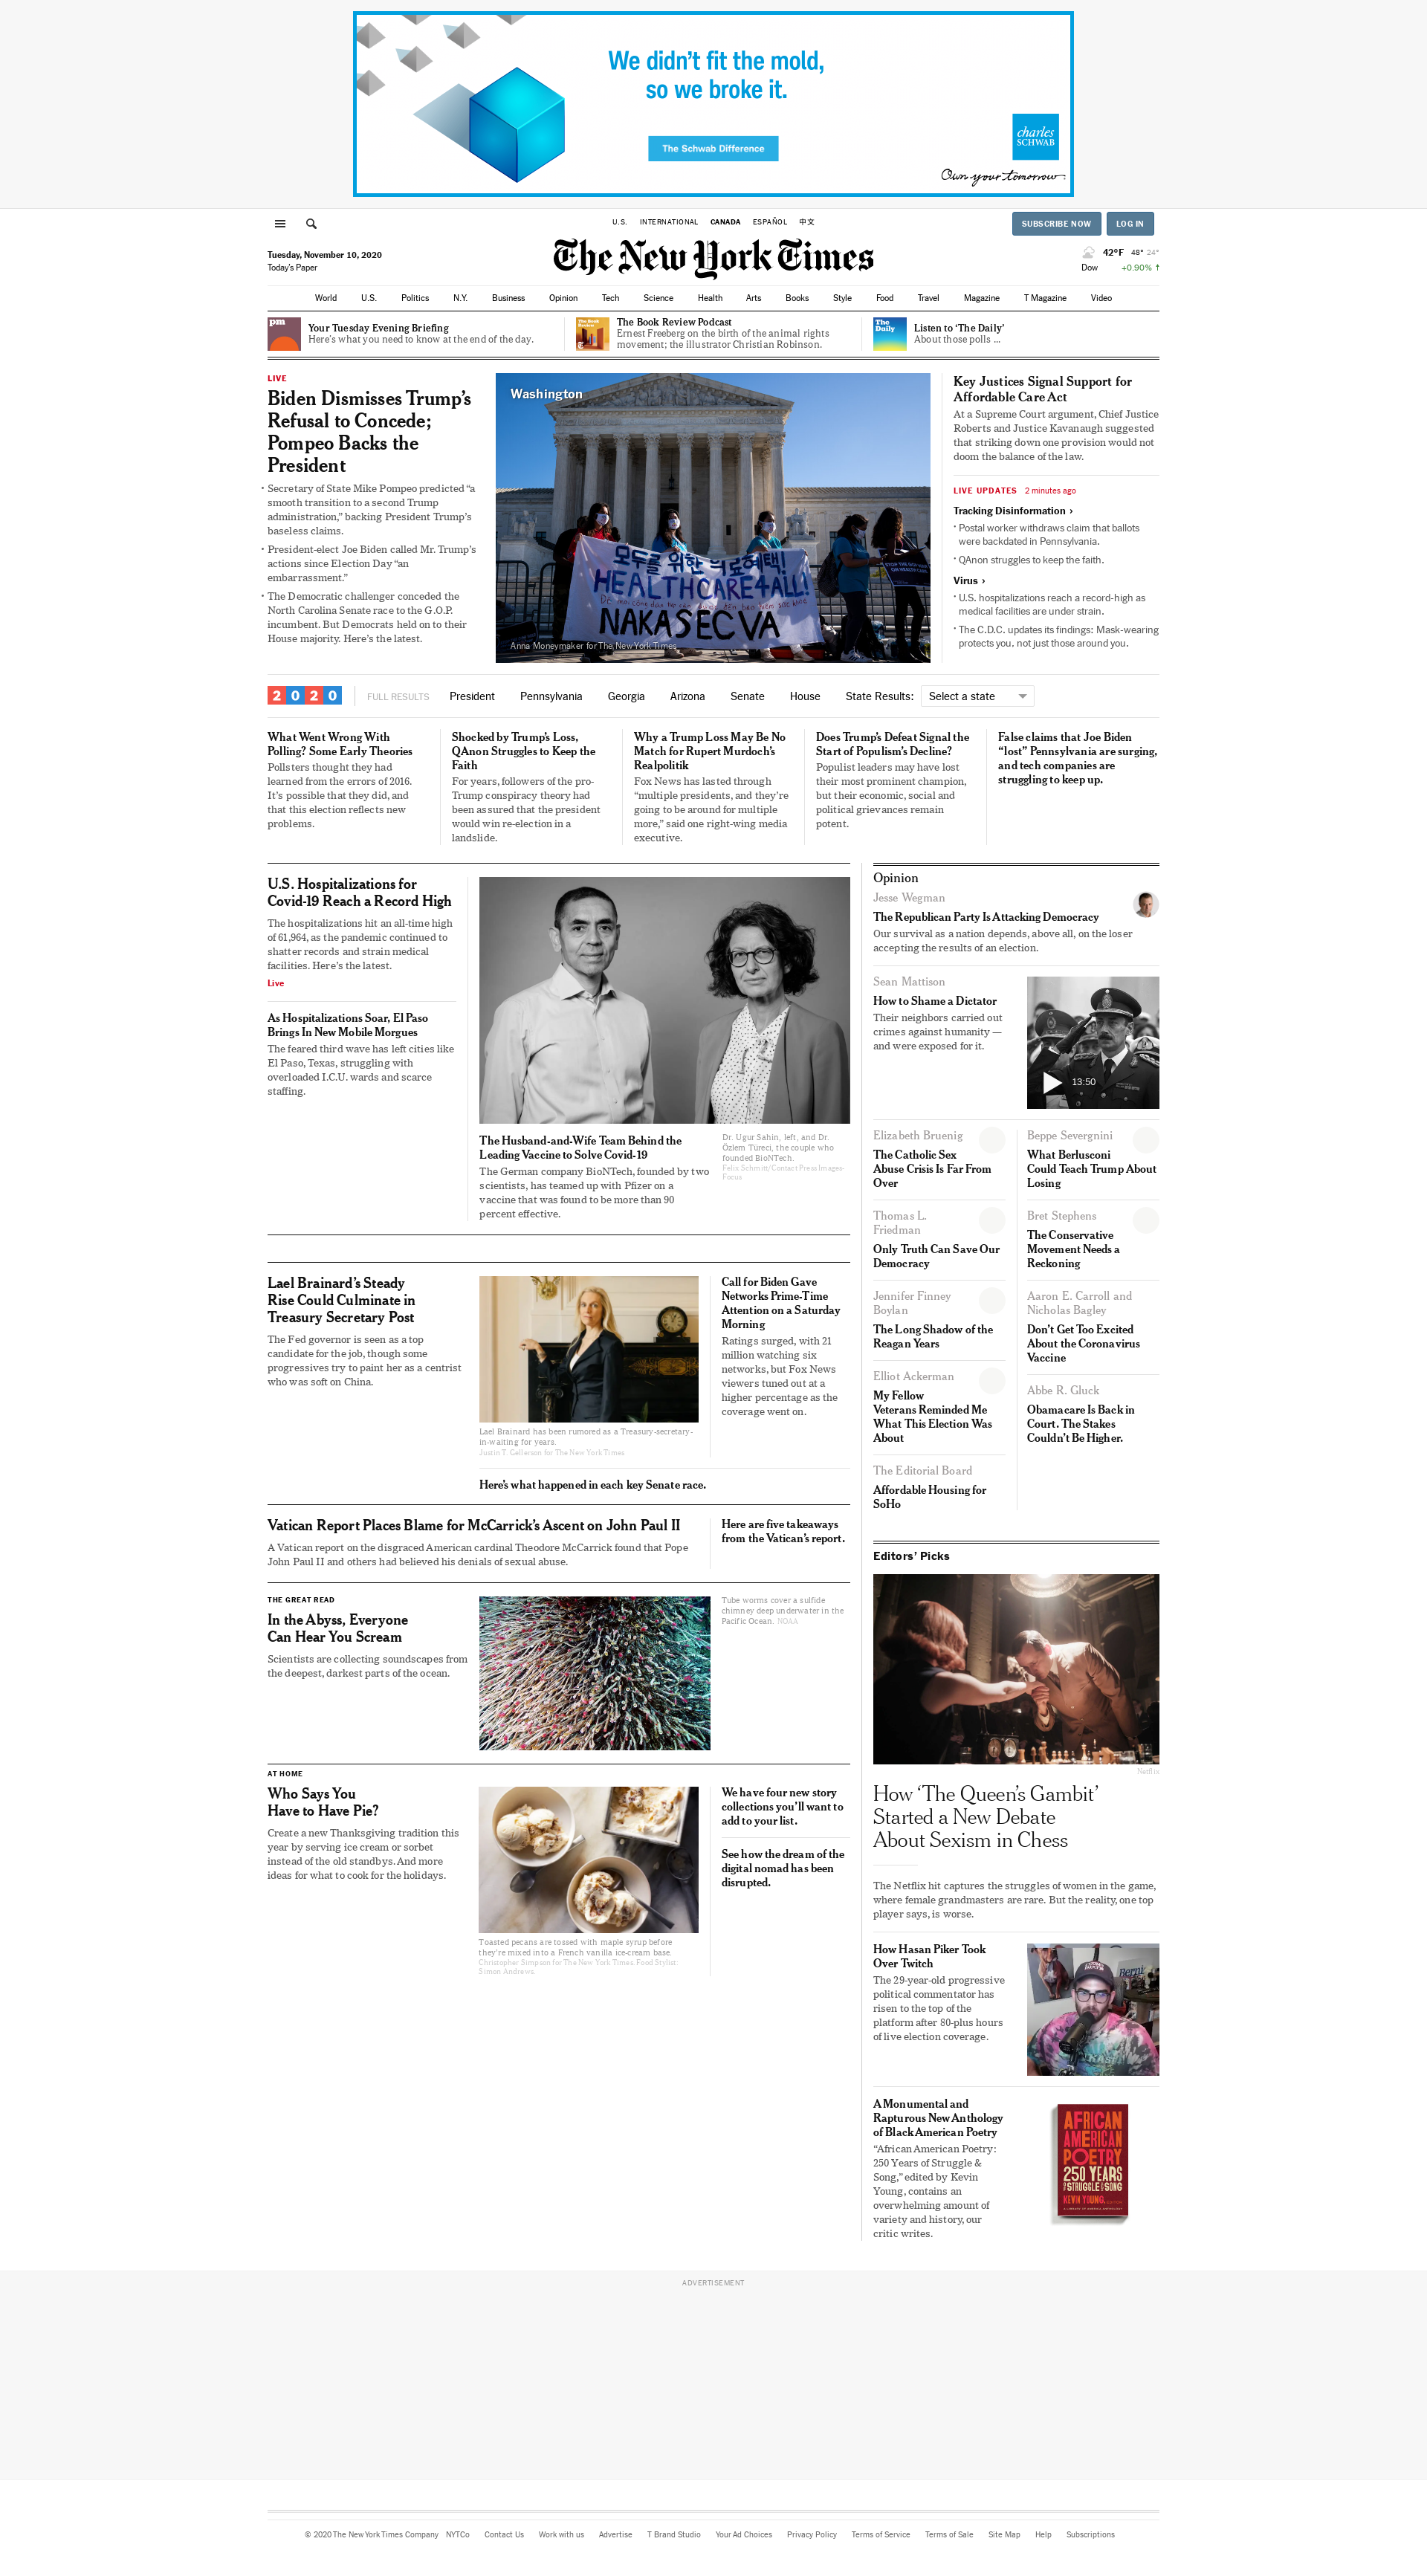 We didn't fit the mold,
so we broke it.
The Schwab Difference
charles
SCHWAB
Own your tomorrow
U.S. INTERNATIONAL CANADA ESPAÑOL 中文
SUBSCRIBE NOW LOG IN
Tuesday, November 10, 2020
Today's Paper
The New York Times
42°F 48° 24°
Dow +0.90% ↑
World U.S. Politics N.Y. Business Opinion Tech Science Health Arts Books Style Food Travel Magazine T Magazine Video
pm
Your Tuesday Evening Briefing
Here's what you need to know at the end of the day.
The Book Review Podcast
Ernest Freeberg on the birth of the animal rights
movement; the illustrator Christian Robinson.
The
Daily
Listen to 'The Daily'
About those polls ...
LIVE
Biden Dismisses Trump's
Refusal to Concede;
Pompeo Backs the
President
• Secretary of State Mike Pompeo predicted "a
smooth transition to a second Trump
administration," backing President Trump's
baseless claims.
• President-elect Joe Biden called Mr. Trump's
actions since Election Day "an
embarrassment."
• The Democratic challenger conceded the
North Carolina Senate race to the G.O.P.
incumbent. But Democrats held on to their
House majority. Here's the latest.
Washington
모두를 위한 의료혜택
HEALTHCARE4ALL!
NAKASECVA
Anna Moneymaker for The New York Times
Key Justices Signal Support for
Affordable Care Act
At a Supreme Court argument, Chief Justice
Roberts and Justice Kavanaugh suggested
that striking down one provision would not
doom the balance of the law.
LIVE UPDATES 2 minutes ago
Tracking Disinformation ›
• Postal worker withdraws claim that ballots
were backdated in Pennsylvania.
• QAnon struggles to keep the faith.
Virus ›
• U.S. hospitalizations reach a record-high as
medical facilities are under strain.
• The C.D.C. updates its findings: Mask-wearing
protects you, not just those around you.
2020 FULL RESULTS President Pennsylvania Georgia Arizona Senate House State Results: Select a state
What Went Wrong With
Polling? Some Early Theories
Pollsters thought they had
learned from the errors of 2016.
It's possible that they did, and
that this election reflects new
problems.
Shocked by Trump's Loss,
QAnon Struggles to Keep the
Faith
For years, followers of the pro-
Trump conspiracy theory had
been assured that the president
would win re-election in a
landslide.
Why a Trump Loss May Be No
Match for Rupert Murdoch's
Realpolitik
Fox News has lasted through
"multiple presidents, and they're
going to be around for multiple
more," said one right-wing media
executive.
Does Trump's Defeat Signal the
Start of Populism's Decline?
Populist leaders may have lost
their most prominent champion,
but their economic, social and
political grievances remain
potent.
False claims that Joe Biden
"lost" Pennsylvania are surging,
and tech companies are
struggling to keep up.
U.S. Hospitalizations for
Covid-19 Reach a Record High
The hospitalizations hit an all-time high
of 61,964, as the pandemic continued to
shatter records and strain medical
facilities. Here's the latest.
Live
As Hospitalizations Soar, El Paso
Brings In New Mobile Morgues
The feared third wave has left cities like
El Paso, Texas, struggling with
overloaded I.C.U. wards and scarce
staffing.
The Husband-and-Wife Team Behind the
Leading Vaccine to Solve Covid-19
The German company BioNTech, founded by two
scientists, has teamed up with Pfizer on a
vaccine that was found to be more than 90
percent effective.
Dr. Ugur Sahin, left, and Dr.
Özlem Türeci, the couple who
founded BioNTech.
Felix Schmitt/Contact Press Images-
Focus
Lael Brainard's Steady
Rise Could Culminate in
Treasury Secretary Post
The Fed governor is seen as a top
candidate for the job, though some
progressives try to paint her as a centrist
who was soft on China.
Lael Brainard has been rumored as a Treasury-secretary-
in-waiting for years.
Justin T. Gellerson for The New York Times
Call for Biden Gave
Networks Prime-Time
Attention on a Saturday
Morning
Ratings surged, with 21
million watching six
networks, but Fox News
viewers tuned out at a
higher percentage as the
coverage went on.
Here's what happened in each key Senate race.
Vatican Report Places Blame for McCarrick's Ascent on John Paul II
A Vatican report on the disgraced American cardinal Theodore McCarrick found that Pope
John Paul II and others had believed his denials of sexual abuse.
Here are five takeaways
from the Vatican's report.
THE GREAT READ
In the Abyss, Everyone
Can Hear You Scream
Scientists are collecting soundscapes from
the deepest, darkest parts of the ocean.
Tube worms cover a sulfide
chimney deep underwater in the
Pacific Ocean. NOAA
AT HOME
Who Says You
Have to Have Pie?
Create a new Thanksgiving tradition this
year by serving ice cream or sorbet
instead of the old standbys. And more
ideas for what to cook for the holidays.
Toasted pecans are tossed with maple syrup before
they're mixed into a French vanilla ice-cream base.
Christopher Simpson for The New York Times. Food Stylist:
Simon Andrews.
We have four new story
collections you'll want to
add to your list.
See how the dream of the
digital nomad has been
disrupted.
Opinion
Jesse Wegman
The Republican Party Is Attacking Democracy
Our survival as a nation depends, above all, on the loser
accepting the results of an election.
Sean Mattison
How to Shame a Dictator
Their neighbors carried out
crimes against humanity —
and were exposed for it.
13:50
Elizabeth Bruenig
The Catholic Sex
Abuse Crisis Is Far From
Over
Thomas L.
Friedman
Only Truth Can Save Our
Democracy
Jennifer Finney
Boylan
The Long Shadow of the
Reagan Years
Elliot Ackerman
My Fellow
Veterans Reminded Me
What This Election Was
About
The Editorial Board
Affordable Housing for
SoHo
Beppe Severgnini
What Berlusconi
Could Teach Trump About
Losing
Bret Stephens
The Conservative
Movement Needs a
Reckoning
Aaron E. Carroll and
Nicholas Bagley
Don't Get Too Excited
About the Coronavirus
Vaccine
Abbe R. Gluck
Obamacare Is Back in
Court. The Stakes
Couldn't Be Higher.
Editors' Picks
Netflix
How 'The Queen's Gambit'
Started a New Debate
About Sexism in Chess
The Netflix hit captures the struggles of women in the game,
where female grandmasters are rare. But the reality, one top
player says, is worse.
How Hasan Piker Took
Over Twitch
The 29-year-old progressive
political commentator has
risen to the top of the
platform after 80-plus hours
of live election coverage.
Berni
A Monumental and
Rapturous New Anthology
of Black American Poetry
"African American Poetry:
250 Years of Struggle &
Song," edited by Kevin
Young, contains an
overwhelming amount of
variety and history, our
critic writes.
AFRICAN
AMERICAN
POETRY
250 YEARS
OF STRUGGLE & SONG
KEVIN YOUNG,
ADVERTISEMENT
© 2020 The New York Times Company NYTCo Contact Us Work with us Advertise T Brand Studio Your Ad Choices Privacy Policy Terms of Service Terms of Sale Site Map Help Subscriptions